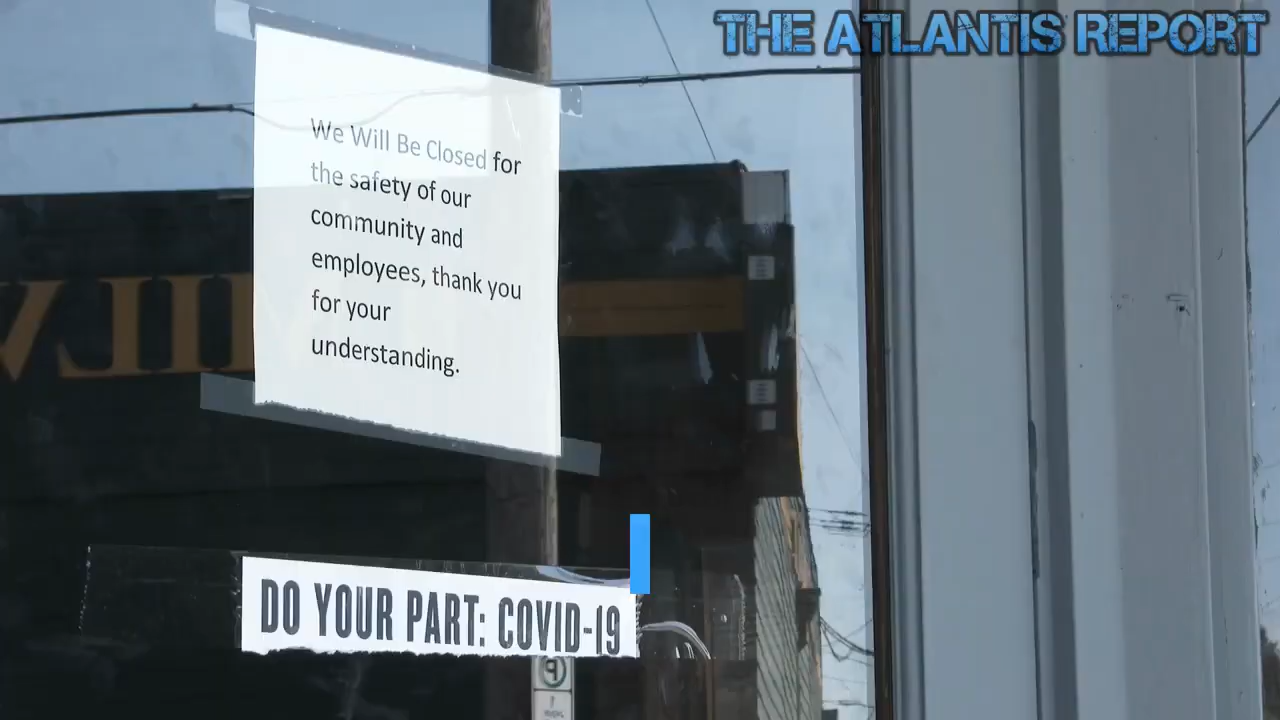 THE ATLANTIS REPORT
We Will Be Closed for
the safety of our
community and
employees, thank you
for your
understanding.
DO YOUR PART: COVID-19